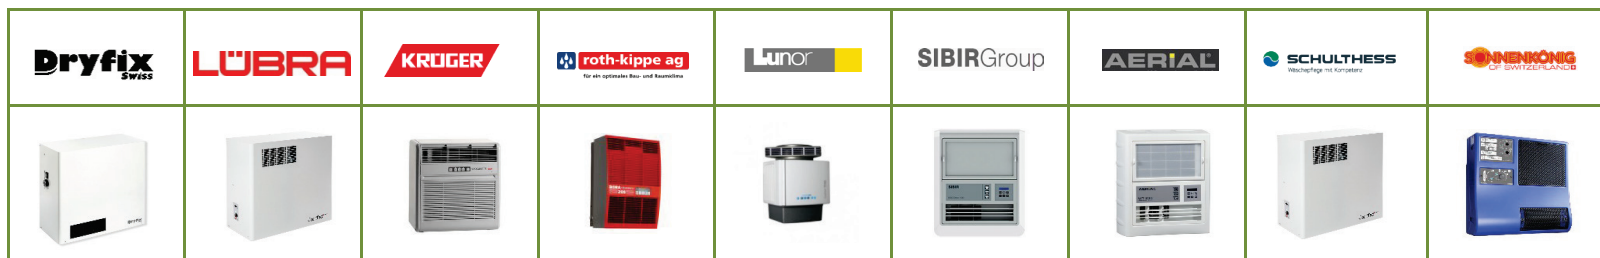 Dryfix
Swiss
LÜBRA
KRÜGER
roth-kippe ag
für ein optimales Bau- und Raumklima
Lunor
SIBIRGroup
AERIAL
SCHULTHESS
Wäschepflege mit Kompetenz
SONNENKÖNIG
OF SWITZERLAND
SIBIR